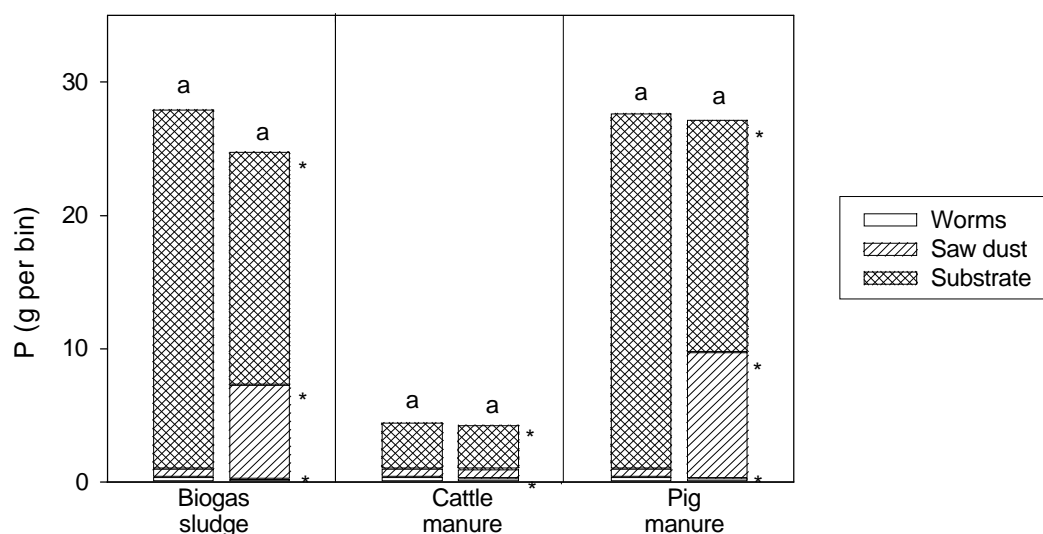 P (g per bin)
30
20
10
0
a
a
*
*
*
a
a
*
*
a
a
*
*
*
Biogas
sludge
Cattle
manure
Pig
manure
Worms
Saw dust
Substrate